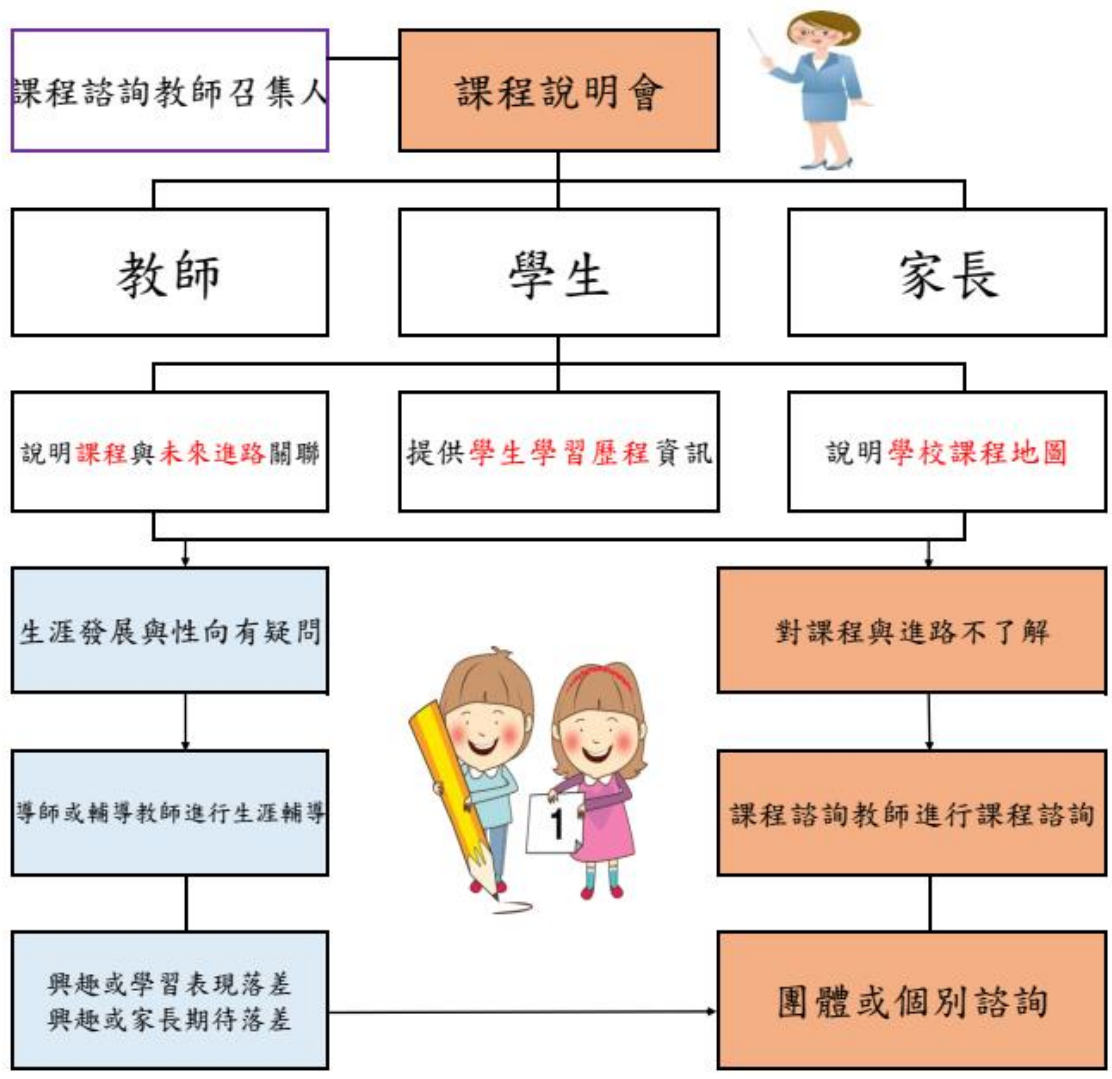 課程諮詢教師召集人
課程說明會
教師
學生
家長
說明課程與未來進路關聯
提供學生學習歷程資訊
說明學校課程地圖
生涯發展與性向有疑問
對課程與進路不了解
導師或輔導教師進行生涯輔導
課程諮詢教師進行課程諮詢
1
興趣或學習表現落差
興趣或家長期待落差
團體或個別諮詢